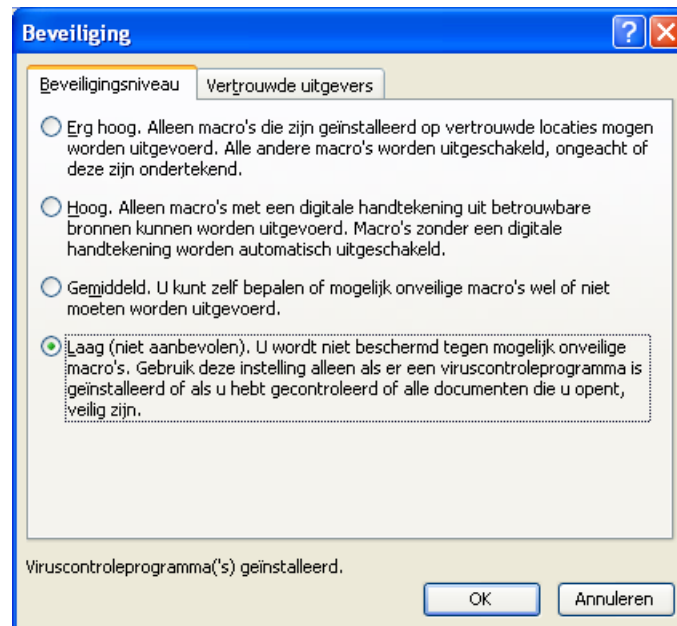 Beveiliging
Beveiligingsniveau Vertrouwde uitgevers
Erg hoog. Alleen macro's die zijn geïnstalleerd op vertrouwde locaties mogen
worden uitgevoerd. Alle andere macro's worden uitgeschakeld, ongeacht of
deze zijn ondertekend.
Hoog. Alleen macro's met een digitale handtekening uit betrouwbare
bronnen kunnen worden uitgevoerd. Macro's zonder een digitale
handtekening worden automatisch uitgeschakeld.
Gemiddeld. U kunt zelf bepalen of mogelijk onveilige macro's wel of niet
moeten worden uitgevoerd.
Laag (niet aanbevolen). U wordt niet beschermd tegen mogelijk onveilige
macro's. Gebruik deze instelling alleen als er een viruscontroleprogramma is
geïnstalleerd of als u hebt gecontroleerd of alle documenten die u opent,
veilig zijn.
Viruscontroleprogramma('s) geïnstalleerd.
OK Annuleren